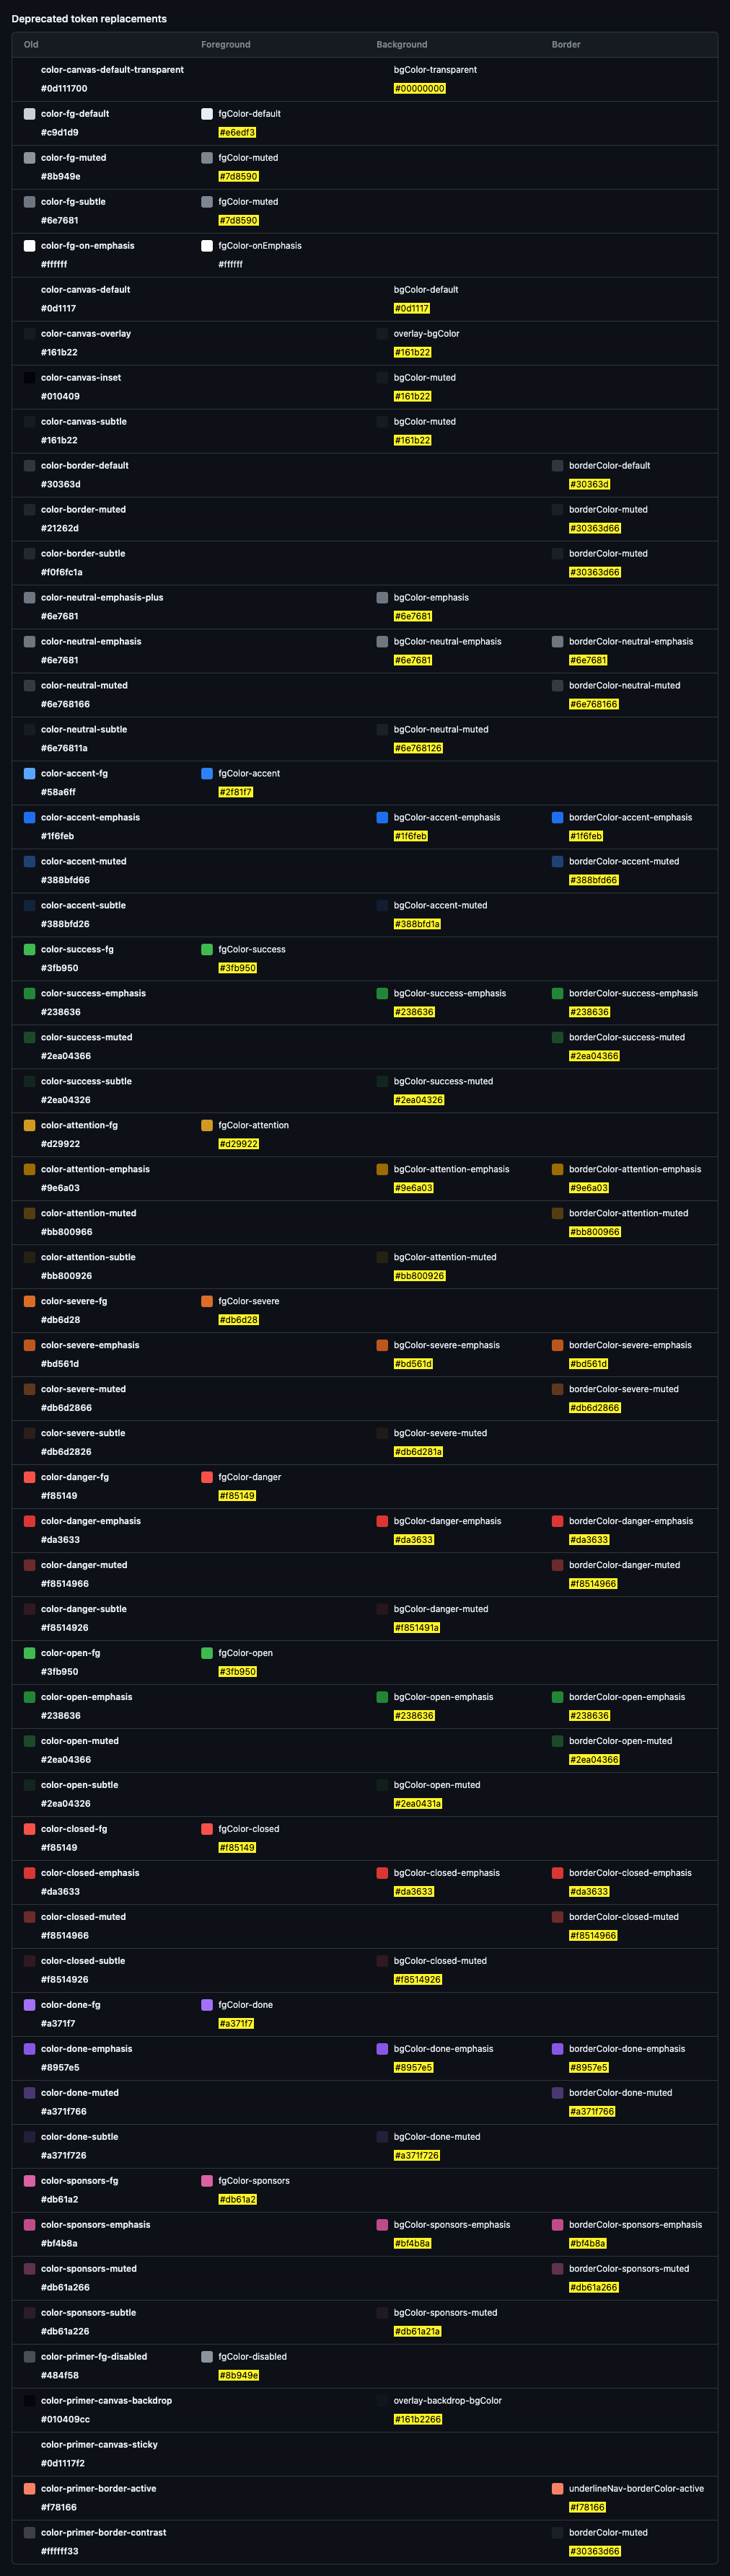 Deprecated token replacements
Old Foreground Background Border
color-canvas-default-transparent bgColor-transparent
#0d111700 #00000000
color-fg-default fgColor-default
#c9d1d9 #e6edf3
color-fg-muted fgColor-muted
#8b949e #7d8590
color-fg-subtle fgColor-muted
#6e7681 #7d8590
color-fg-on-emphasis fgColor-onEmphasis
#ffffff #ffffff
color-canvas-default bgColor-default
#0d1117 #0d1117
color-canvas-overlay overlay-bgColor
#161b22 #161b22
color-canvas-inset bgColor-muted
#010409 #161b22
color-canvas-subtle bgColor-muted
#161b22 #161b22
color-border-default borderColor-default
#30363d #30363d
color-border-muted borderColor-muted
#21262d #30363d66
color-border-subtle borderColor-muted
#f0f6fc1a #30363d66
color-neutral-emphasis-plus bgColor-emphasis
#6e7681 #6e7681
color-neutral-emphasis bgColor-neutral-emphasis borderColor-neutral-emphasis
#6e7681 #6e7681 #6e7681
color-neutral-muted borderColor-neutral-muted
#6e768166 #6e768166
color-neutral-subtle bgColor-neutral-muted
#6e76811a #6e768126
color-accent-fg fgColor-accent
#58a6ff #2f81f7
color-accent-emphasis bgColor-accent-emphasis borderColor-accent-emphasis
#1f6feb #1f6feb #1f6feb
color-accent-muted borderColor-accent-muted
#388bfd66 #388bfd66
color-accent-subtle bgColor-accent-muted
#388bfd26 #388bfd1a
color-success-fg fgColor-success
#3fb950 #3fb950
color-success-emphasis bgColor-success-emphasis borderColor-success-emphasis
#238636 #238636 #238636
color-success-muted borderColor-success-muted
#2ea04366 #2ea04366
color-success-subtle bgColor-success-muted
#2ea04326 #2ea04326
color-attention-fg fgColor-attention
#d29922 #d29922
color-attention-emphasis bgColor-attention-emphasis borderColor-attention-emphasis
#9e6a03 #9e6a03 #9e6a03
color-attention-muted borderColor-attention-muted
#bb800966 #bb800966
color-attention-subtle bgColor-attention-muted
#bb800926 #bb800926
color-severe-fg fgColor-severe
#db6d28 #db6d28
color-severe-emphasis bgColor-severe-emphasis borderColor-severe-emphasis
#bd561d #bd561d #bd561d
color-severe-muted borderColor-severe-muted
#db6d2866 #db6d2866
color-severe-subtle bgColor-severe-muted
#db6d2826 #db6d281a
color-danger-fg fgColor-danger
#f85149 #f85149
color-danger-emphasis bgColor-danger-emphasis borderColor-danger-emphasis
#da3633 #da3633 #da3633
color-danger-muted borderColor-danger-muted
#f8514966 #f8514966
color-danger-subtle bgColor-danger-muted
#f8514926 #f851491a
color-open-fg fgColor-open
#3fb950 #3fb950
color-open-emphasis bgColor-open-emphasis borderColor-open-emphasis
#238636 #238636 #238636
color-open-muted borderColor-open-muted
#2ea04366 #2ea04366
color-open-subtle bgColor-open-muted
#2ea04326 #2ea0431a
color-closed-fg fgColor-closed
#f85149 #f85149
color-closed-emphasis bgColor-closed-emphasis borderColor-closed-emphasis
#da3633 #da3633 #da3633
color-closed-muted borderColor-closed-muted
#f8514966 #f8514966
color-closed-subtle bgColor-closed-muted
#f8514926 #f8514926
color-done-fg fgColor-done
#a371f7 #a371f7
color-done-emphasis bgColor-done-emphasis borderColor-done-emphasis
#8957e5 #8957e5 #8957e5
color-done-muted borderColor-done-muted
#a371f766 #a371f766
color-done-subtle bgColor-done-muted
#a371f726 #a371f726
color-sponsors-fg fgColor-sponsors
#db61a2 #db61a2
color-sponsors-emphasis bgColor-sponsors-emphasis borderColor-sponsors-emphasis
#bf4b8a #bf4b8a #bf4b8a
color-sponsors-muted borderColor-sponsors-muted
#db61a266 #db61a266
color-sponsors-subtle bgColor-sponsors-muted
#db61a226 #db61a21a
color-primer-fg-disabled fgColor-disabled
#484f58 #8b949e
color-primer-canvas-backdrop overlay-backdrop-bgColor
#010409cc #161b2266
color-primer-canvas-sticky
#0d1117f2
color-primer-border-active underlineNav-borderColor-active
#f78166 #f78166
color-primer-border-contrast borderColor-muted
#ffffff33 #30363d66